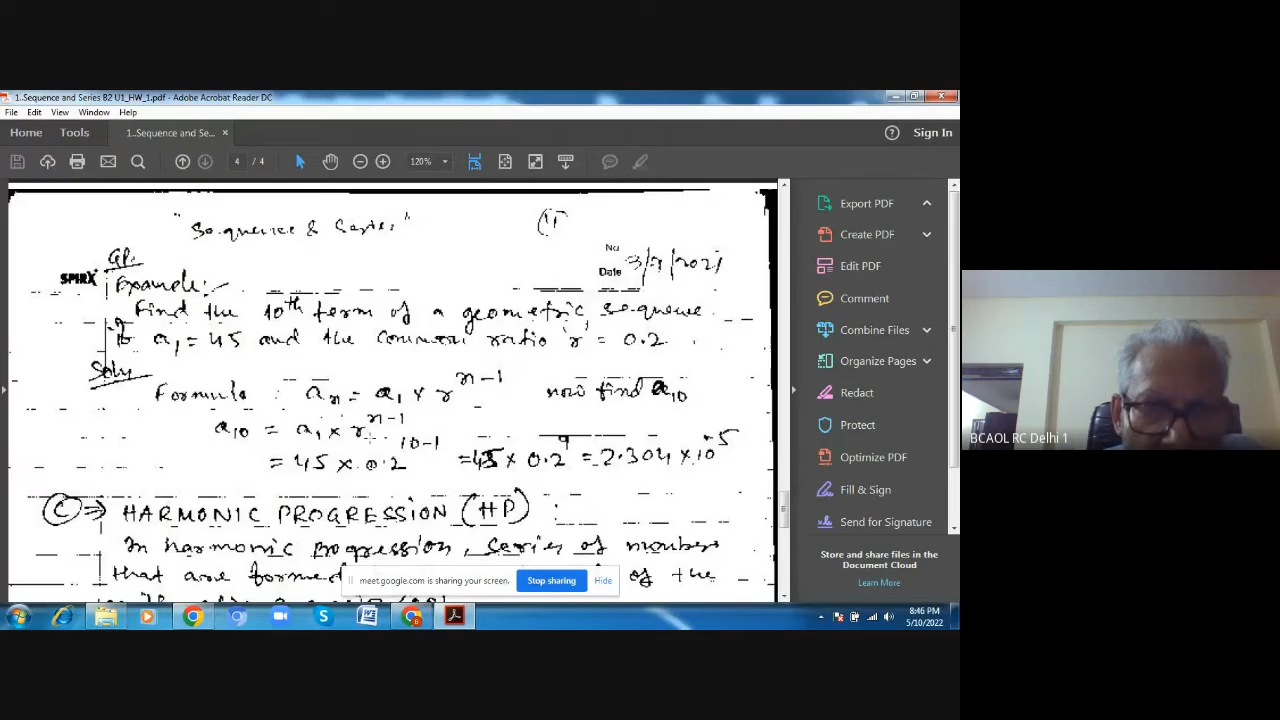 1..Sequence and Series B2 U1_HW_1.pdf - Adobe Acrobat Reader DC
File Edit View Window Help
Home Tools 1..Sequence and Se... × Sign In
4 / 4 120%
"Sequence & Series"
No
SPIRX Date 3/7/2021
GP.
Example:-
Find the 10th term of a geometric sequence
if a1 = 45 and the common ratio 'r' = 0.2
Soln
Formula : an = a1 × r^n-1 now find a10
a10 = a1 × r^n-1
= 45 × 0.2^10-1 = 45 × 0.2^9 = 2.304 × 10^-5
(C) ⇒ HARMONIC PROGRESSION (HP) :
In harmonic progression, series of numbers
that are formed of the
meet.google.com is sharing your screen. Stop sharing Hide
Export PDF
Create PDF
Edit PDF
Comment
Combine Files
Organize Pages
Redact
Protect
Optimize PDF
Fill & Sign
Send for Signature
Store and share files in the
Document Cloud
Learn More
BCAOL RC Delhi 1
8:46 PM
5/10/2022